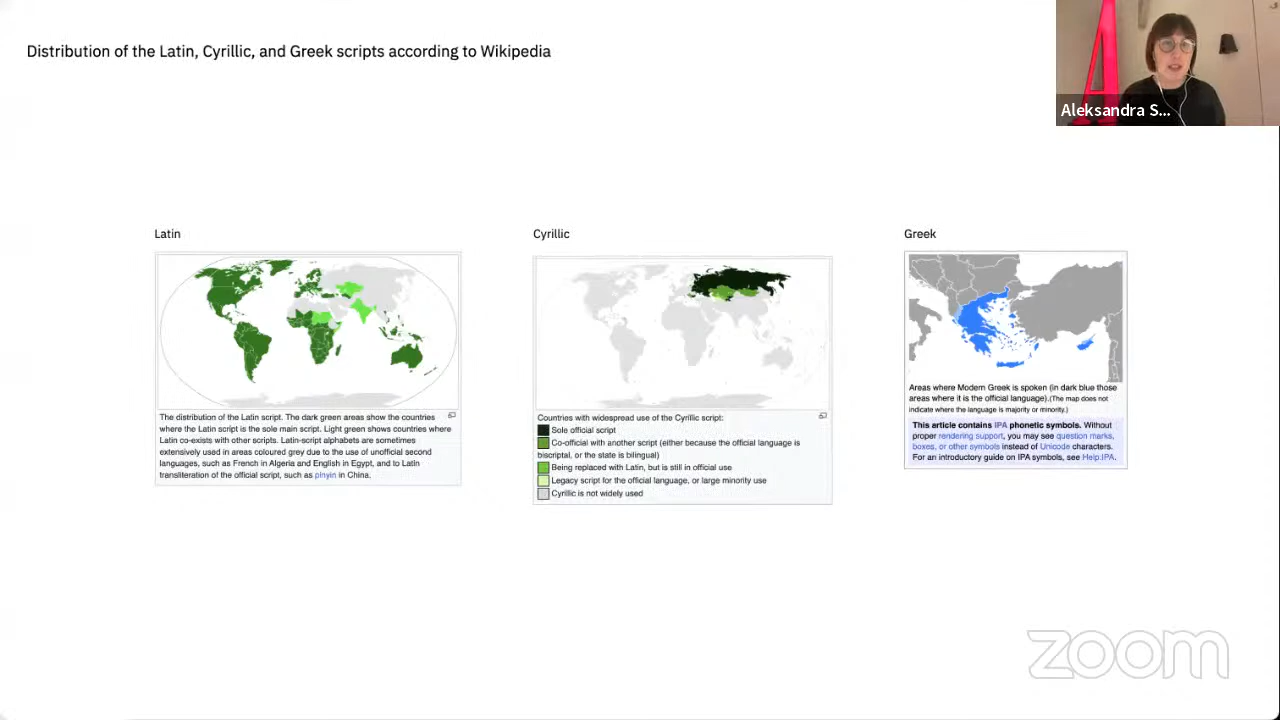 Distribution of the Latin, Cyrillic, and Greek scripts according to Wikipedia
Aleksandra S...
Latin
The distribution of the Latin script. The dark green areas show the countries
where the Latin script is the sole main script. Light green shows countries where
Latin co-exists with other scripts. Latin-script alphabets are sometimes
extensively used in areas coloured grey due to the use of unofficial second
languages, such as French in Algeria and English in Egypt, and to Latin
transliteration of the official script, such as pinyin in China.
Cyrillic
Countries with widespread use of the Cyrillic script:
Sole official script
Co-official with another script (either because the official language is
biscriptal, or the state is bilingual)
Being replaced with Latin, but is still in official use
Legacy script for the official language, or large minority use
Cyrillic is not widely used
Greek
Areas where Modern Greek is spoken (in dark blue those
areas where it is the official language).(The map does not
indicate where the language is majority or minority.)
This article contains IPA phonetic symbols. Without
proper rendering support, you may see question marks,
boxes, or other symbols instead of Unicode characters.
For an introductory guide on IPA symbols, see Help:IPA.
zoom